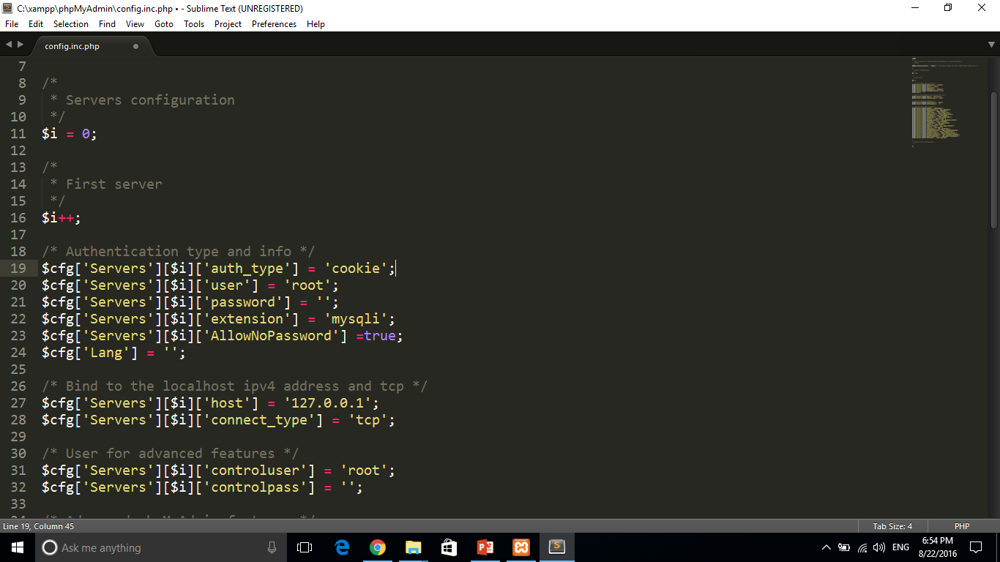 C:\xampp\phpMyAdmin\config.inc.php • - Sublime Text (UNREGISTERED)
File Edit Selection Find View Goto Tools Project Preferences Help
config.inc.php
7
8 /*
9 * Servers configuration
10 */
11 $i = 0;
12
13 /*
14 * First server
15 */
16 $i++;
17
18 /* Authentication type and info */
19 $cfg['Servers'][$i]['auth_type'] = 'cookie';
20 $cfg['Servers'][$i]['user'] = 'root';
21 $cfg['Servers'][$i]['password'] = '';
22 $cfg['Servers'][$i]['extension'] = 'mysqli';
23 $cfg['Servers'][$i]['AllowNoPassword'] =true;
24 $cfg['Lang'] = '';
25
26 /* Bind to the localhost ipv4 address and tcp */
27 $cfg['Servers'][$i]['host'] = '127.0.0.1';
28 $cfg['Servers'][$i]['connect_type'] = 'tcp';
29
30 /* User for advanced features */
31 $cfg['Servers'][$i]['controluser'] = 'root';
32 $cfg['Servers'][$i]['controlpass'] = '';
33
Line 19, Column 45 Tab Size: 4 PHP
Ask me anything
ENG
6:54 PM
8/22/2016